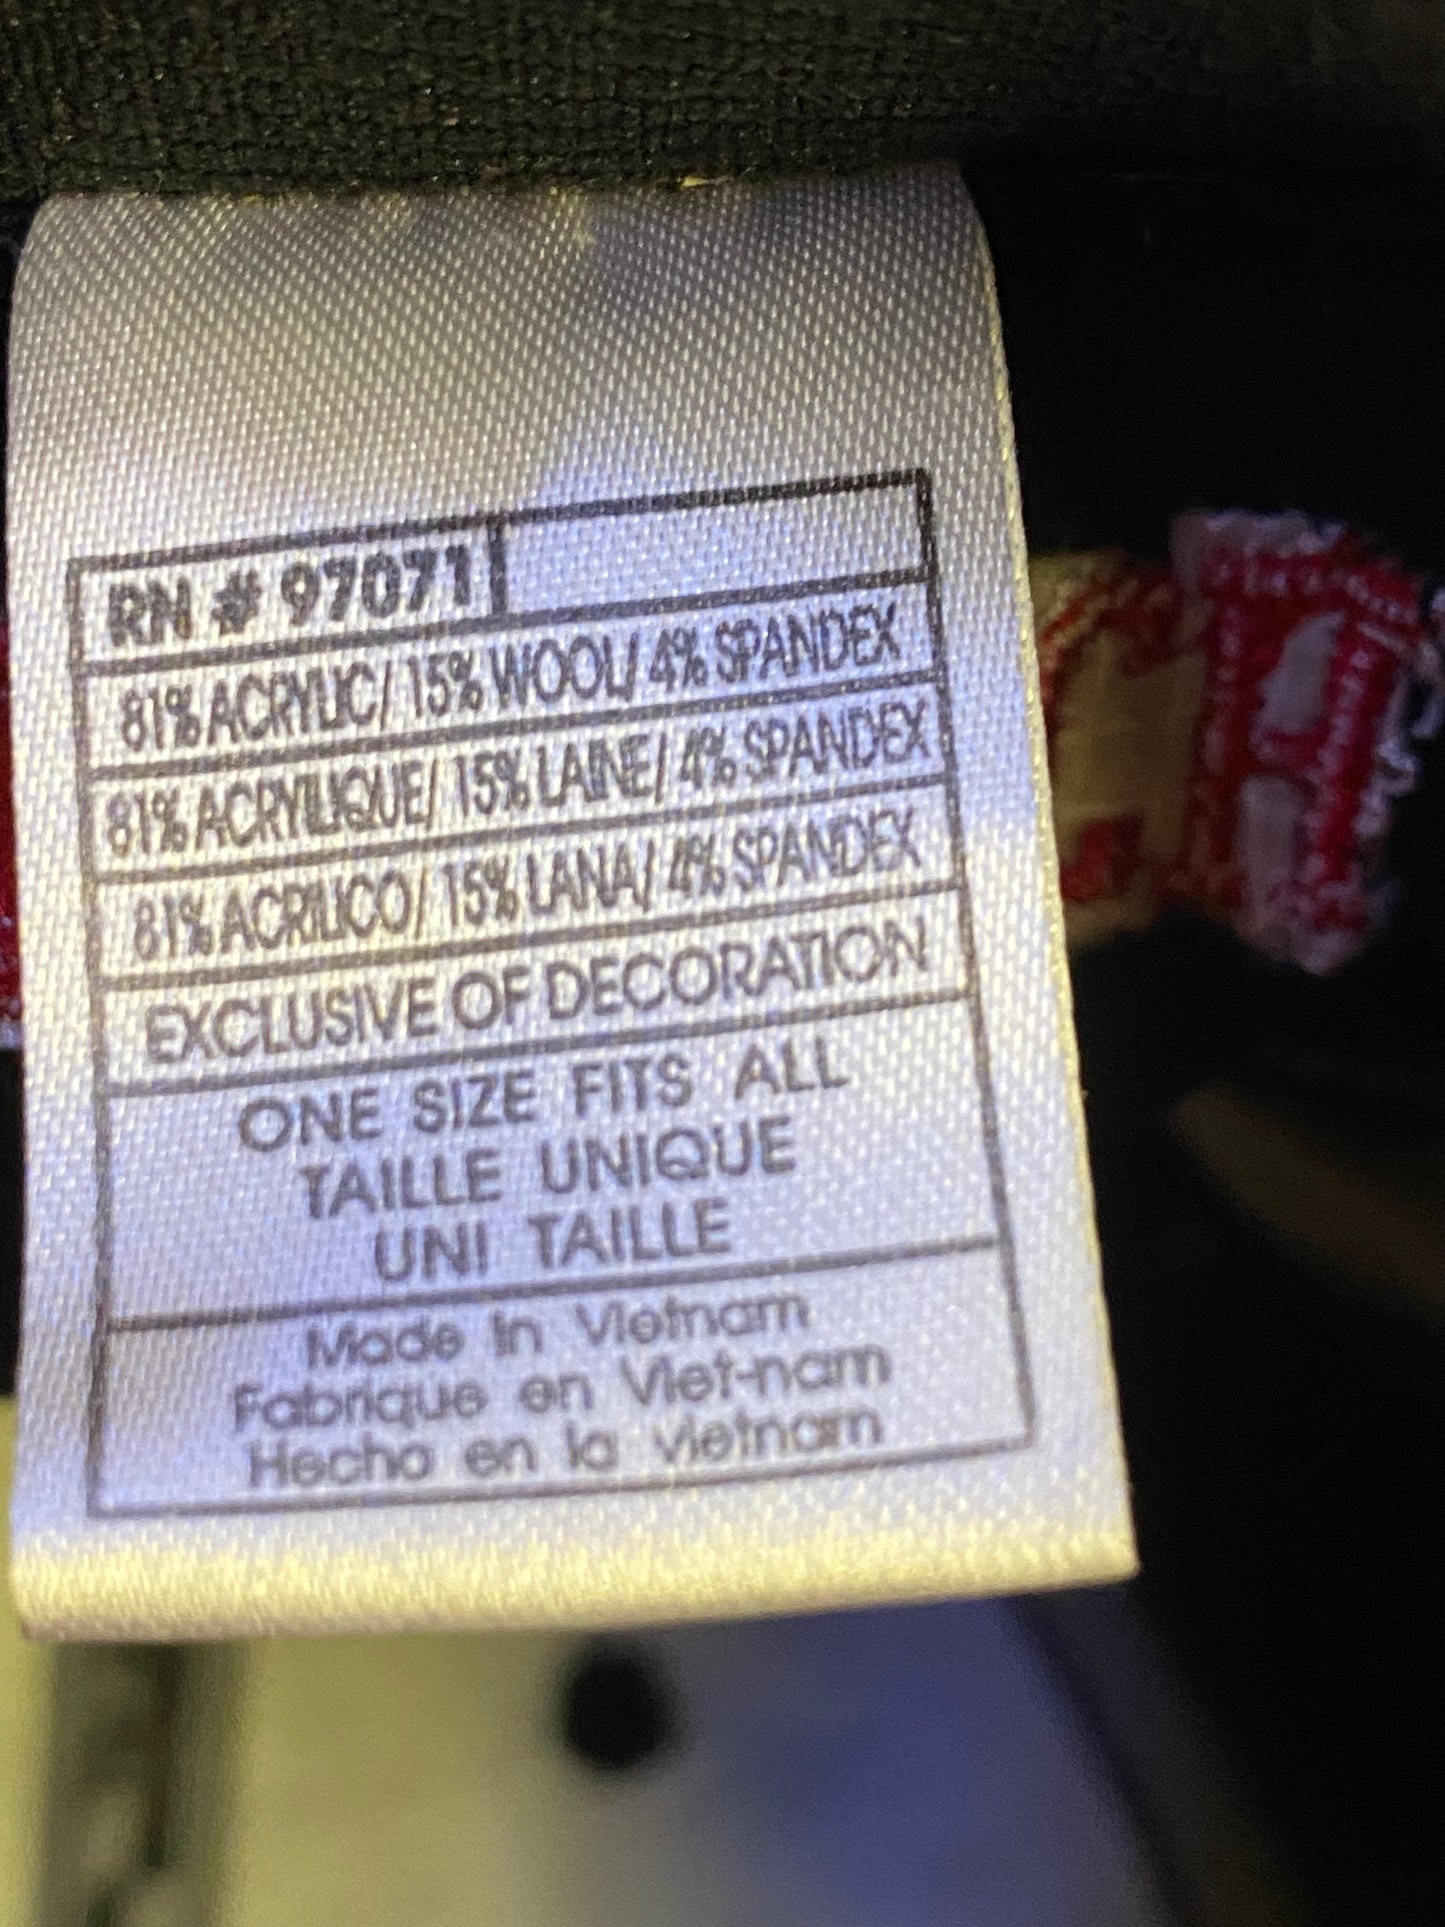 RN # 97071
81% ACRYLIC/ 15% WOOL/ 4% SPANDEX
81% ACRYLIQUE/ 15% LAINE/ 4% SPANDEX
81% ACRILICO/ 15% LANA/ 4% SPANDEX
EXCLUSIVE OF DECORATION
ONE SIZE FITS ALL
TAILLE UNIQUE
UNI TAILLE
Made in Vietnam
Fabrique en Viet-nam
Hecho en la vietnam